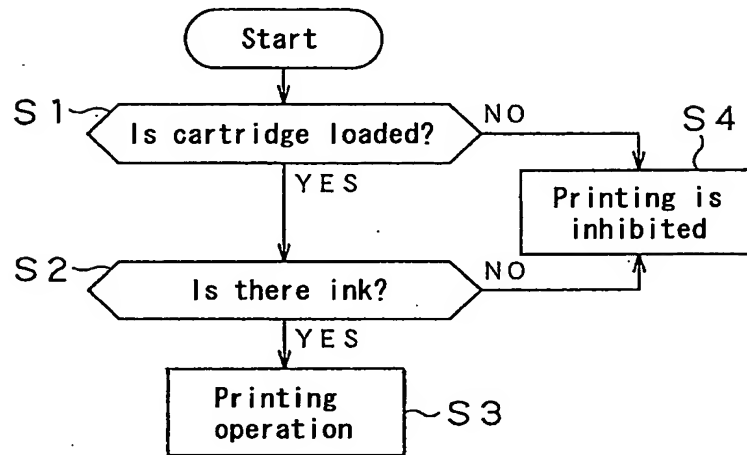 Start
S1
Is cartridge loaded?
NO
S4
YES
Printing is
inhibited
S2
Is there ink?
NO
YES
Printing
operation
S3